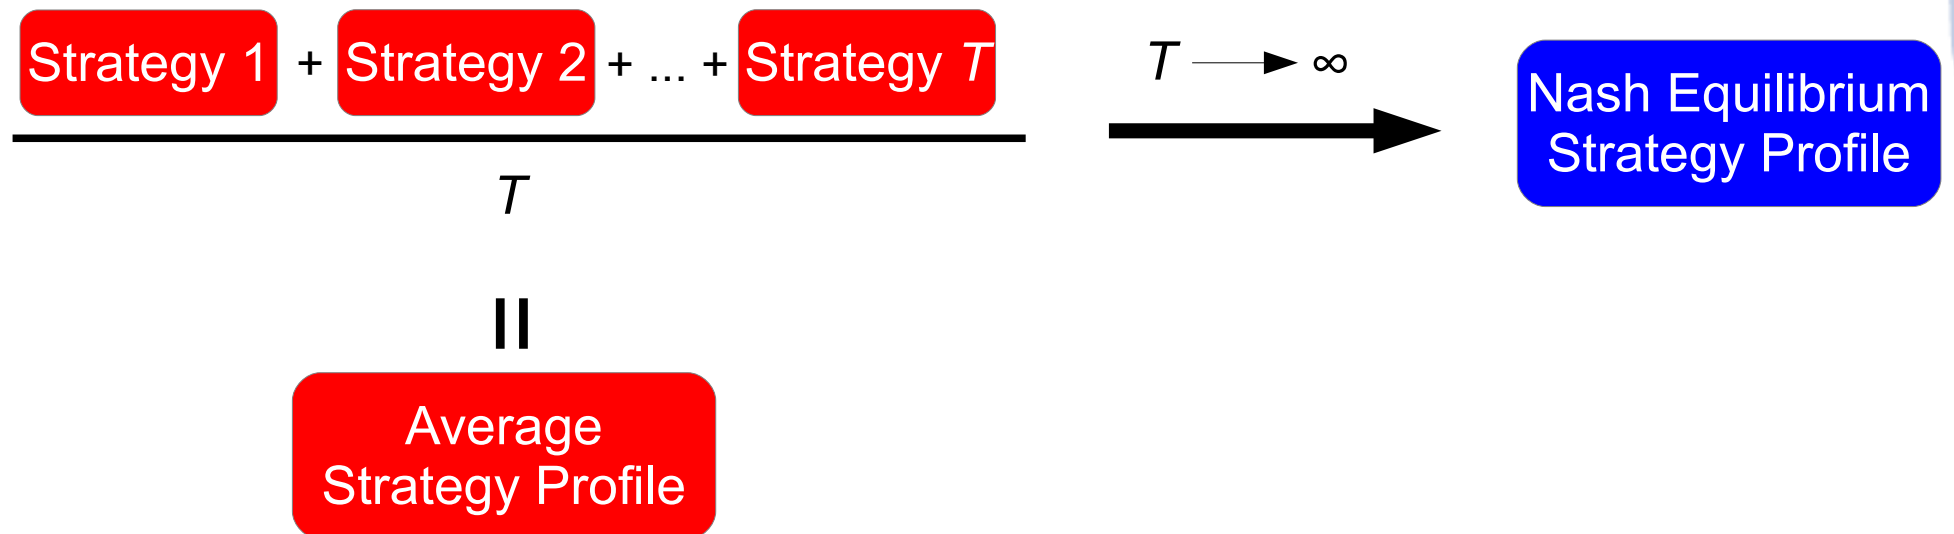 Strategy 1 + Strategy 2 + ... + Strategy T
T
T → ∞
Nash Equilibrium
Strategy Profile
=
Average
Strategy Profile